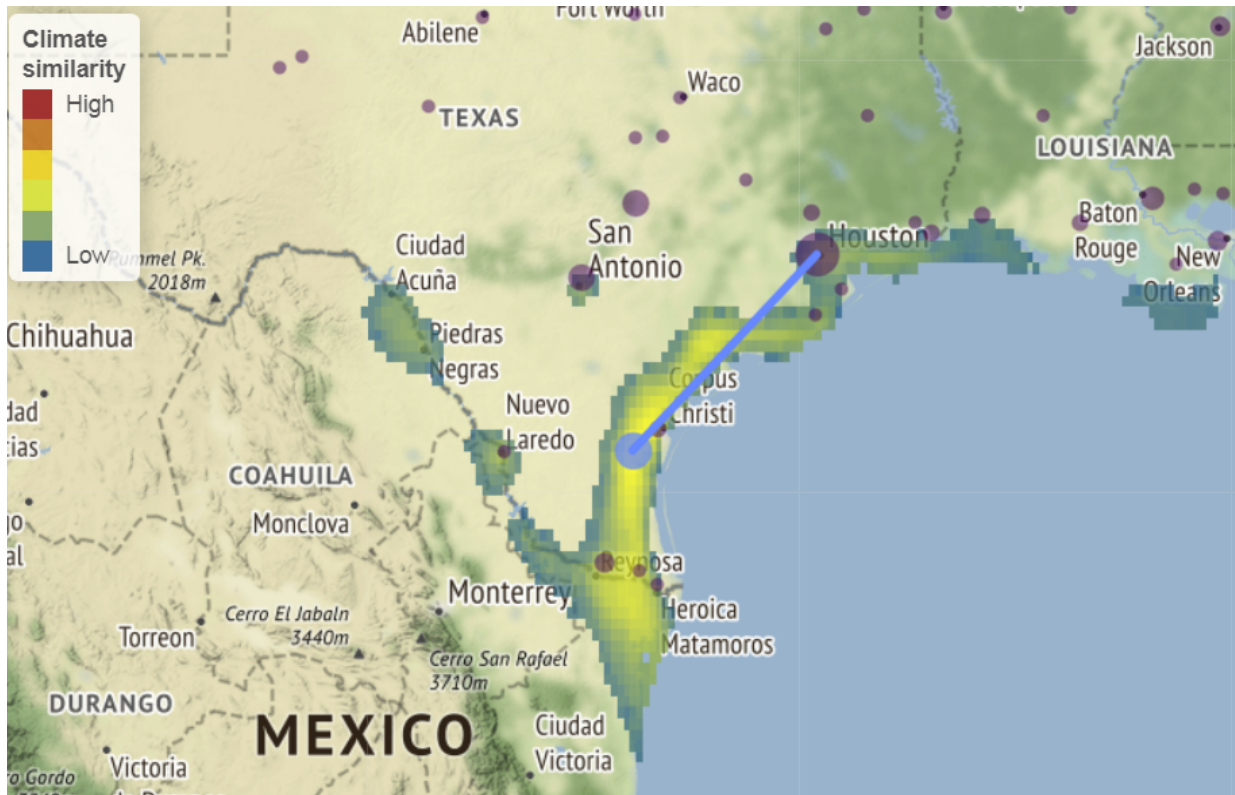 Fort Worth
Climate
similarity
High
Low
Abilene
Jackson
Waco
TEXAS
LOUISIANA
San
Antonio
Houston
Baton
Rouge
New
Orleans
Ciudad
Acuña
Pk.
2018m
Chihuahua
Piedras
Negras
Corpus
Christi
Nuevo
Laredo
COAHUILA
Monclova
Reynosa
Monterrey
Heroica
Matamoros
Cerro El Jabaln
3440m
Torreon
Cerro San Rafael
3710m
DURANGO
MEXICO
Ciudad
Victoria
Victoria
Gordo